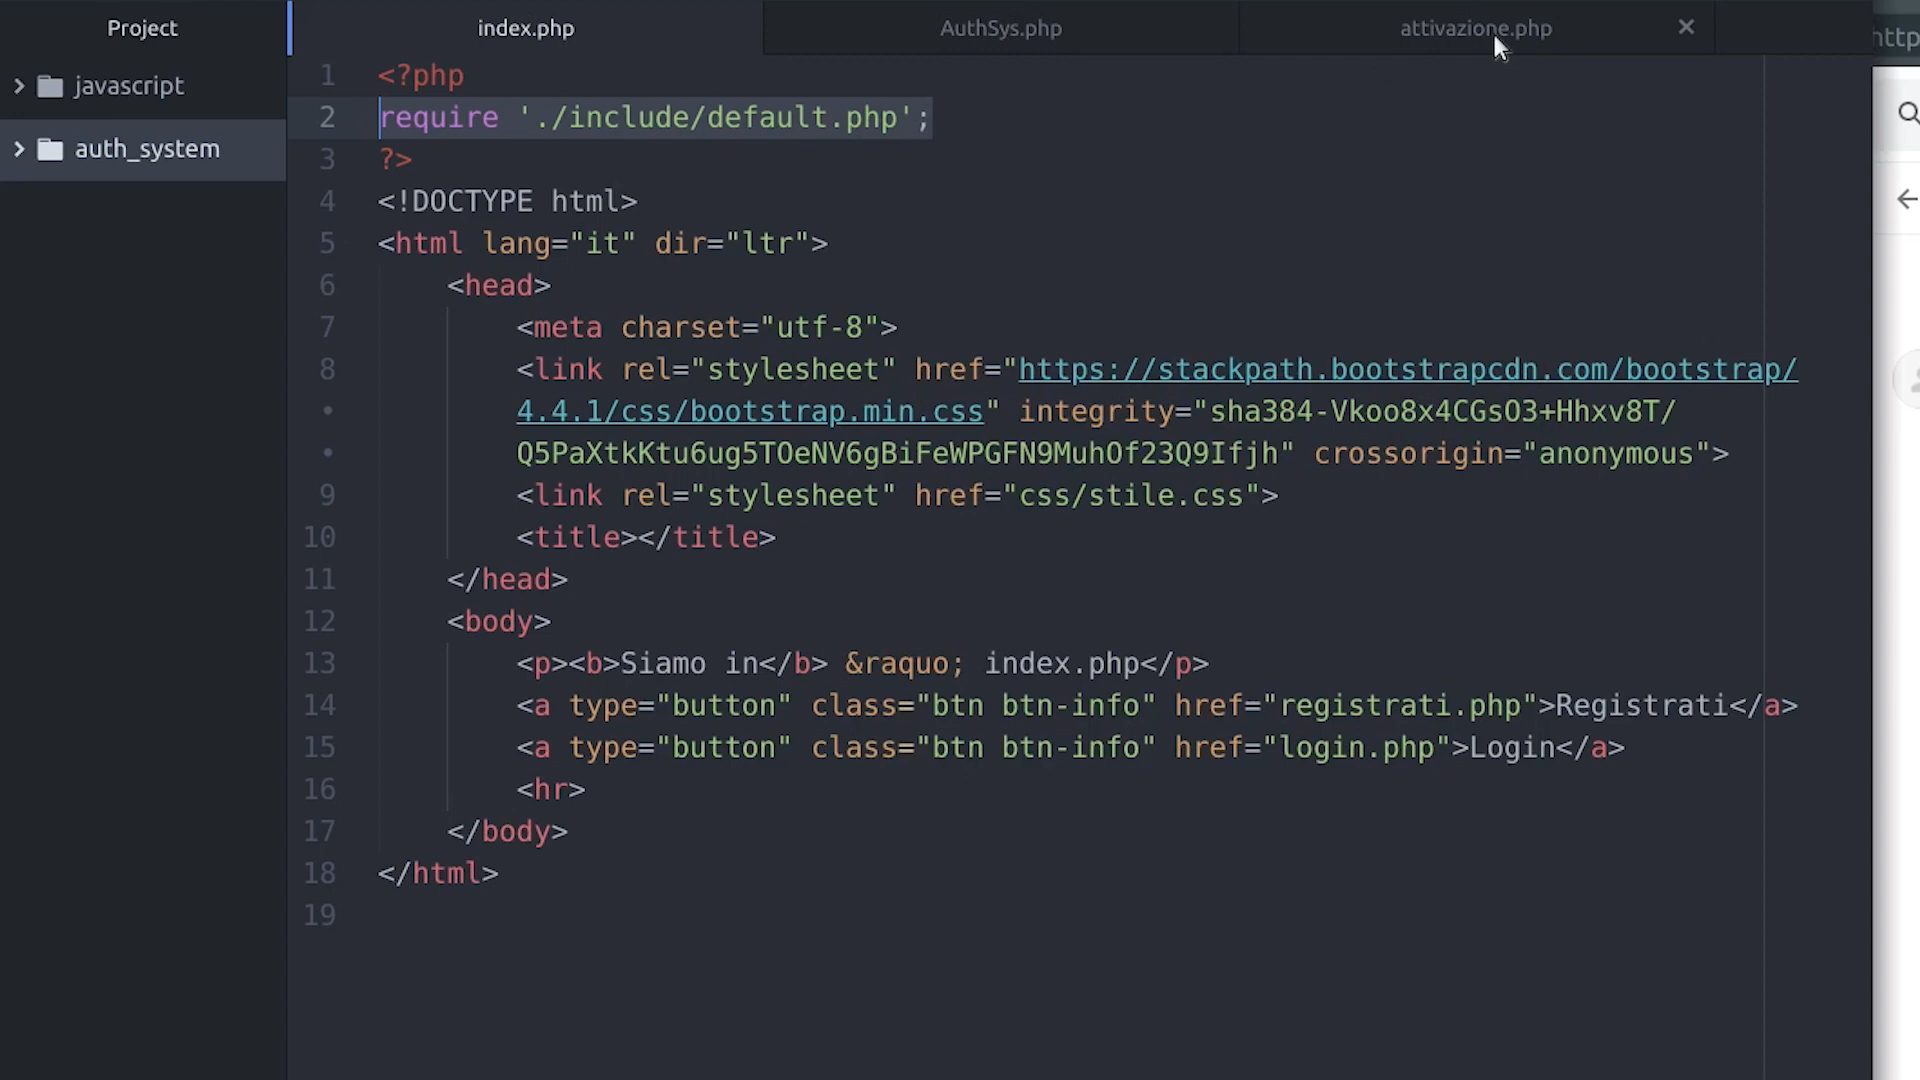 Project
index.php
AuthSys.php
attivazione.php
http
javascript
auth_system
1 <?php
2 require './include/default.php';
3 ?>
4 <!DOCTYPE html>
5 <html lang="it" dir="ltr">
6 <head>
7 <meta charset="utf-8">
8 <link rel="stylesheet" href="https://stackpath.bootstrapcdn.com/bootstrap/
• 4.4.1/css/bootstrap.min.css" integrity="sha384-Vkoo8x4CGsO3+Hhxv8T/
• Q5PaXtkKtu6ug5TOeNV6gBiFeWPGFN9MuhOf23Q9Ifjh" crossorigin="anonymous">
9 <link rel="stylesheet" href="css/stile.css">
10 <title></title>
11 </head>
12 <body>
13 <p><b>Siamo in</b> &raquo; index.php</p>
14 <a type="button" class="btn btn-info" href="registrati.php">Registrati</a>
15 <a type="button" class="btn btn-info" href="login.php">Login</a>
16 <hr>
17 </body>
18 </html>
19